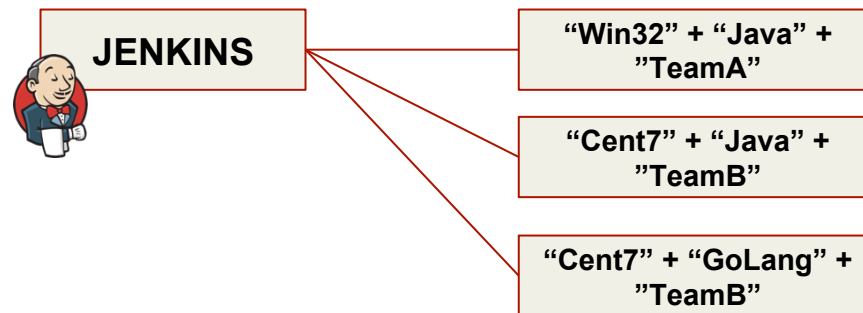 JENKINS
“Win32” + “Java” +
”TeamA”
“Cent7” + “Java” +
”TeamB”
“Cent7” + “GoLang” +
”TeamB”